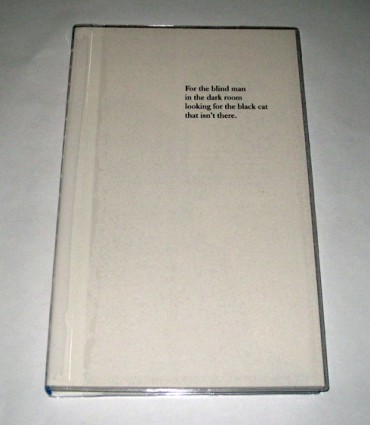 For the blind man
in the dark room
looking for the black cat
that isn't there.